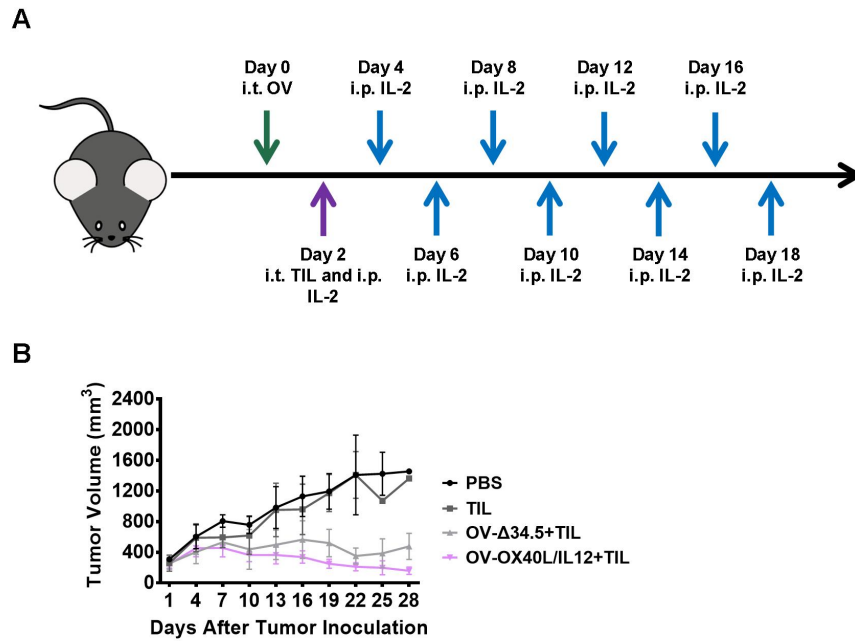 A
Day 0
i.t. OV
Day 4
i.p. IL-2
Day 8
i.p. IL-2
Day 12
i.p. IL-2
Day 16
i.p. IL-2
Day 2
i.t. TIL and i.p.
IL-2
Day 6
i.p. IL-2
Day 10
i.p. IL-2
Day 14
i.p. IL-2
Day 18
i.p. IL-2
B
Tumor Volume (mm³)
2400
2000
1600
1200
800
400
0
1 4 7 10 13 16 19 22 25 28
Days After Tumor Inoculation
PBS
TIL
OV-Δ34.5+TIL
OV-OX40L/IL12+TIL